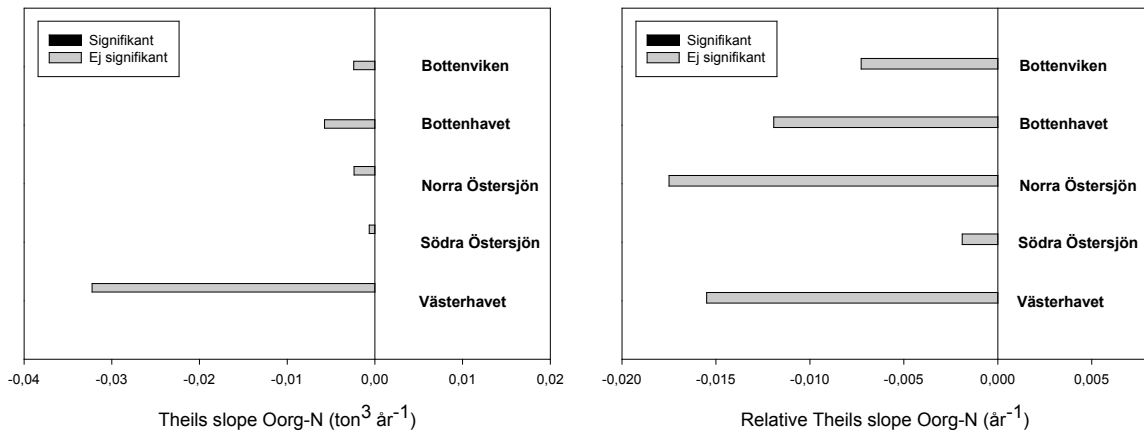 Signifikant
Ej signifikant
Bottenviken
Bottenhavet
Norra Östersjön
Södra Östersjön
Västerhavet
-0,04 -0,03 -0,02 -0,01 0,00 0,01 0,02
Theils slope Oorg-N (ton³ år⁻¹)
Signifikant
Ej signifikant
Bottenviken
Bottenhavet
Norra Östersjön
Södra Östersjön
Västerhavet
-0,020 -0,015 -0,010 -0,005 0,000 0,005
Relative Theils slope Oorg-N (år⁻¹)